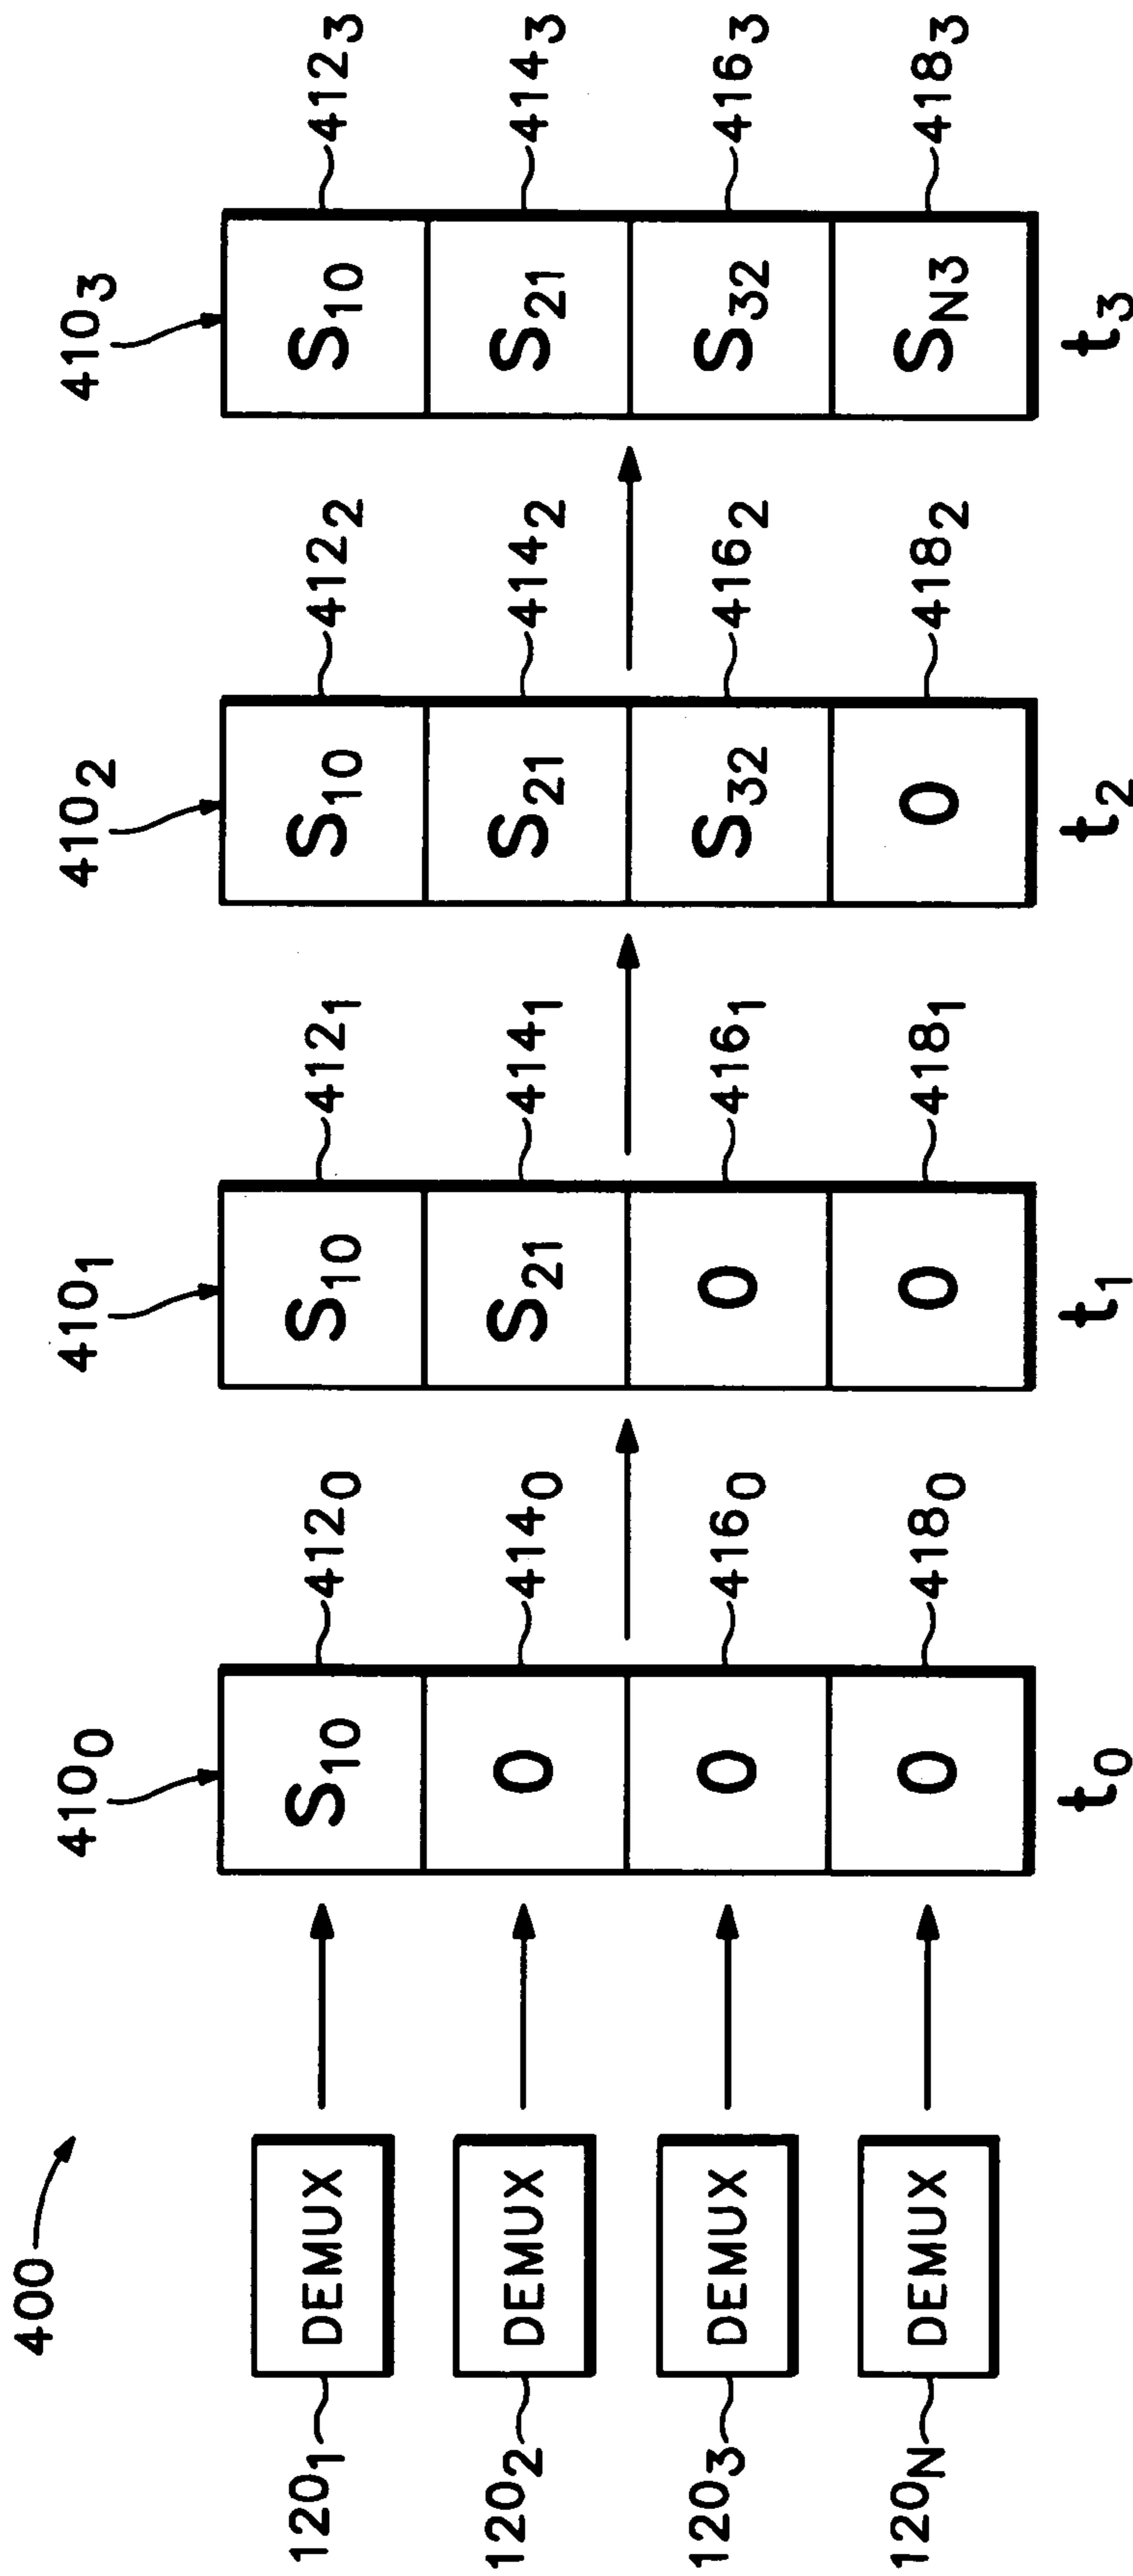 400
410₀ 410₁ 410₂ 410₃
120₁ DEMUX S₁₀ 412₀ S₁₀ 412₁ S₁₀ 412₂ S₁₀ 412₃
120₂ DEMUX 0 414₀ S₂₁ 414₁ S₂₁ 414₂ S₂₁ 414₃
120₃ DEMUX 0 416₀ 0 416₁ S₃₂ 416₂ S₃₂ 416₃
120N DEMUX 0 418₀ 0 418₁ 0 418₂ SN3 418₃
t₀ t₁ t₂ t₃